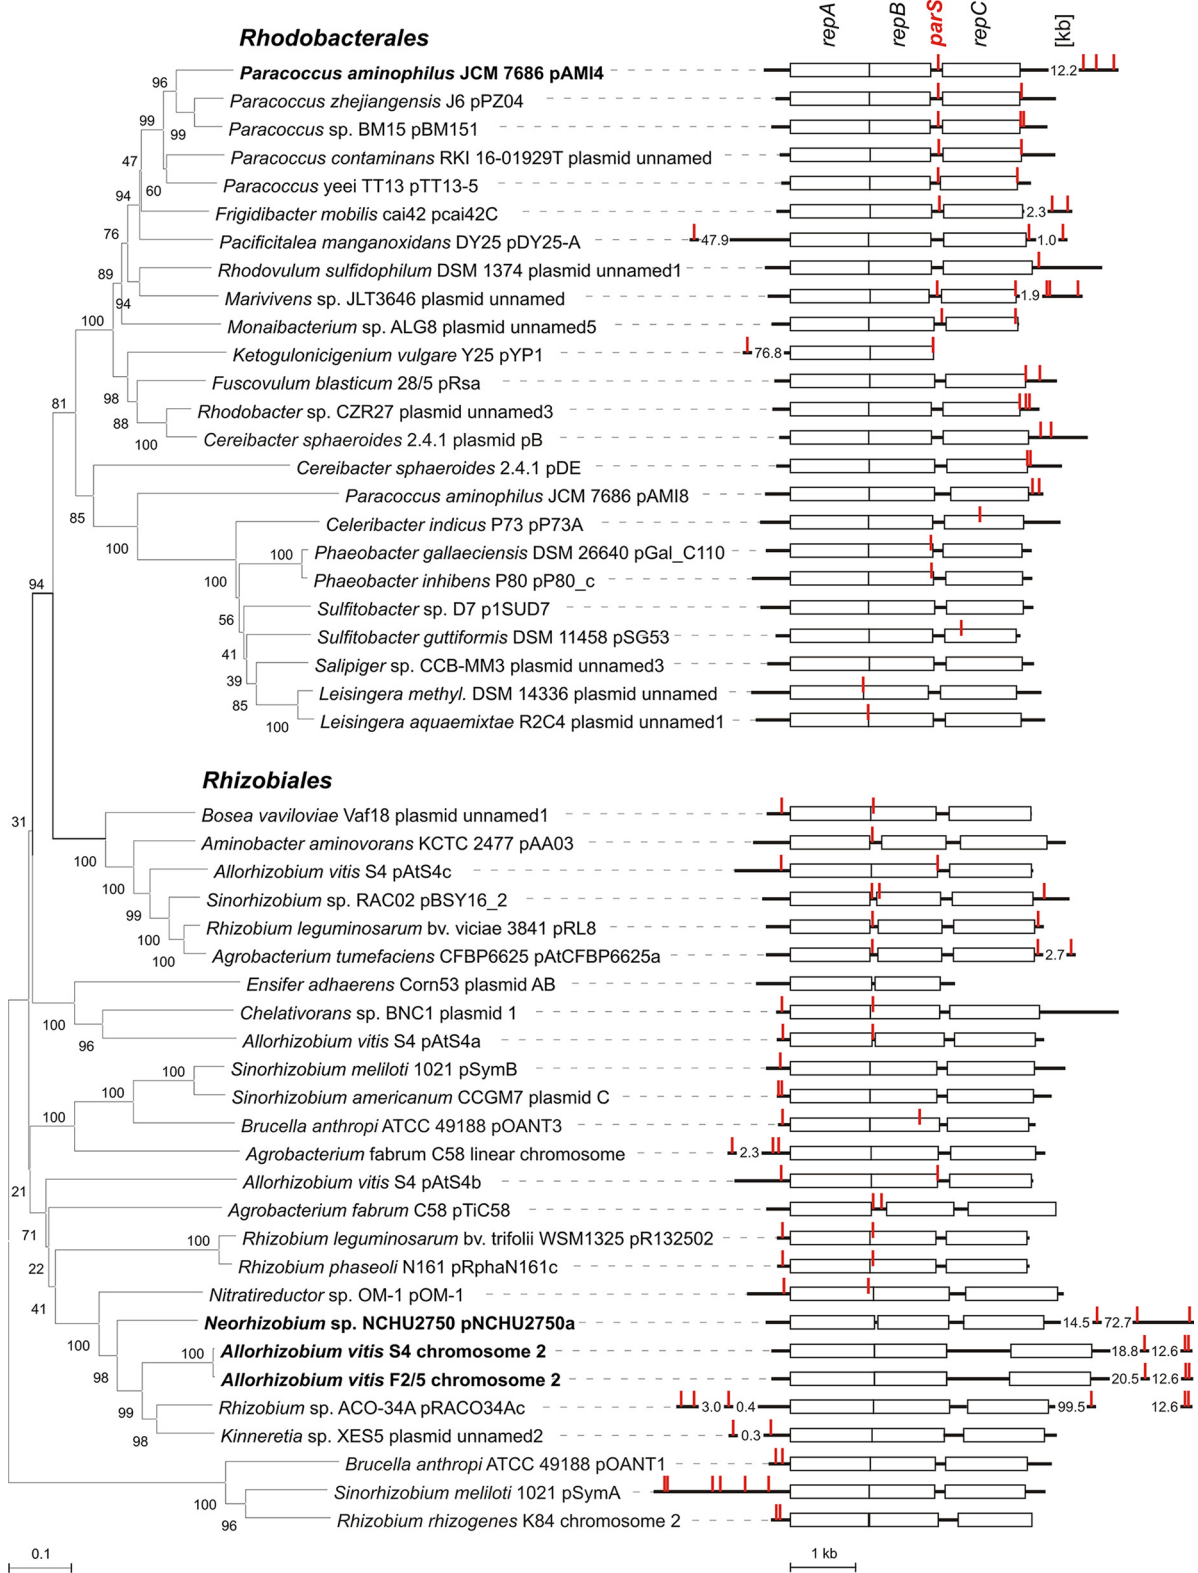 repA repB parS repC [kb]
Rhodobacterales
96 Paracoccus aminophilus JCM 7686 pAMI4 12.2
Paracoccus zhejiangensis J6 pPZ04
99 99 Paracoccus sp. BM15 pBM151
47 Paracoccus contaminans RKI 16-01929T plasmid unnamed
94 60 Paracoccus yeei TT13 pTT13-5
Frigidibacter mobilis cai42 pcai42C 2.3
76 Pacificitalea manganoxidans DY25 pDY25-A 47.9 1.0
89 Rhodovulum sulfidophilum DSM 1374 plasmid unnamed1
94 Marivivens sp. JLT3646 plasmid unnamed 1.9
100 Monaibacterium sp. ALG8 plasmid unnamed5
Ketogulonicigenium vulgare Y25 pYP1 76.8
98 Fuscovulum blasticum 28/5 pRsa
81 88 Rhodobacter sp. CZR27 plasmid unnamed3
100 Cereibacter sphaeroides 2.4.1 plasmid pB
Cereibacter sphaeroides 2.4.1 pDE
Paracoccus aminophilus JCM 7686 pAMI8
85 Celeribacter indicus P73 pP73A
100 100 Phaeobacter gallaeciensis DSM 26640 pGal_C110
94 100 Phaeobacter inhibens P80 pP80_c
56 Sulfitobacter sp. D7 p1SUD7
41 Sulfitobacter guttiformis DSM 11458 pSG53
39 Salipiger sp. CCB-MM3 plasmid unnamed3
85 Leisingera methyl. DSM 14336 plasmid unnamed
100 Leisingera aquaemixtae R2C4 plasmid unnamed1
Rhizobiales
31 Bosea vaviloviae Vaf18 plasmid unnamed1
100 Aminobacter aminovorans KCTC 2477 pAA03
100 Allorhizobium vitis S4 pAtS4c
99 Sinorhizobium sp. RAC02 pBSY16_2
100 Rhizobium leguminosarum bv. viciae 3841 pRL8
100 Agrobacterium tumefaciens CFBP6625 pAtCFBP6625a 2.7
Ensifer adhaerens Corn53 plasmid AB
100 Chelativorans sp. BNC1 plasmid 1
96 Allorhizobium vitis S4 pAtS4a
100 Sinorhizobium meliloti 1021 pSymB
100 Sinorhizobium americanum CCGM7 plasmid C
100 Brucella anthropi ATCC 49188 pOANT3
Agrobacterium fabrum C58 linear chromosome 2.3
21 Allorhizobium vitis S4 pAtS4b
Agrobacterium fabrum C58 pTiC58
71 100 Rhizobium leguminosarum bv. trifolii WSM1325 pR132502
22 Rhizobium phaseoli N161 pRphaN161c
41 Nitratireductor sp. OM-1 pOM-1
Neorhizobium sp. NCHU2750 pNCHU2750a 14.5 72.7
100 100 Allorhizobium vitis S4 chromosome 2 18.8 12.6
98 Allorhizobium vitis F2/5 chromosome 2 20.5 12.6
99 Rhizobium sp. ACO-34A pRACO34Ac 3.0 0.4 99.5 12.6
98 Kinneretia sp. XES5 plasmid unnamed2 0.3
Brucella anthropi ATCC 49188 pOANT1
100 Sinorhizobium meliloti 1021 pSymA
96 Rhizobium rhizogenes K84 chromosome 2
0.1 1 kb